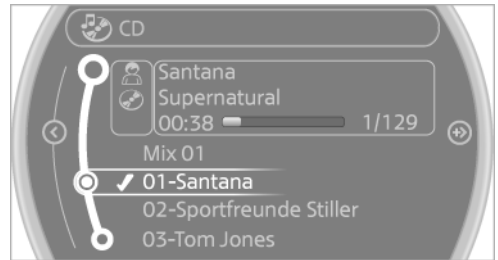 CD
Santana
Supernatural
00:38 1/129
Mix 01
01-Santana
02-Sportfreunde Stiller
03-Tom Jones